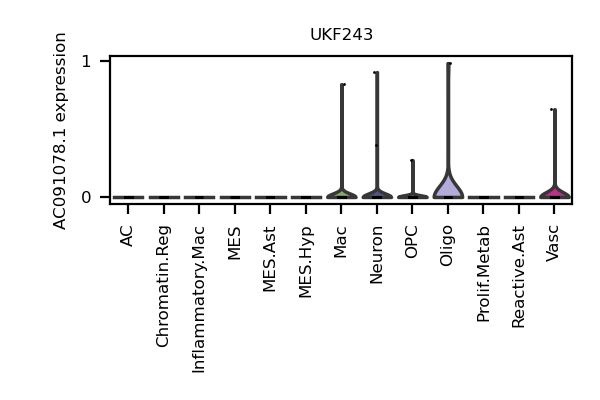 UKF243
AC091078.1 expression
1
0
AC
Chromatin.Reg
Inflammatory.Mac
MES
MES.Ast
MES.Hyp
Mac
Neuron
OPC
Oligo
Prolif.Metab
Reactive.Ast
Vasc